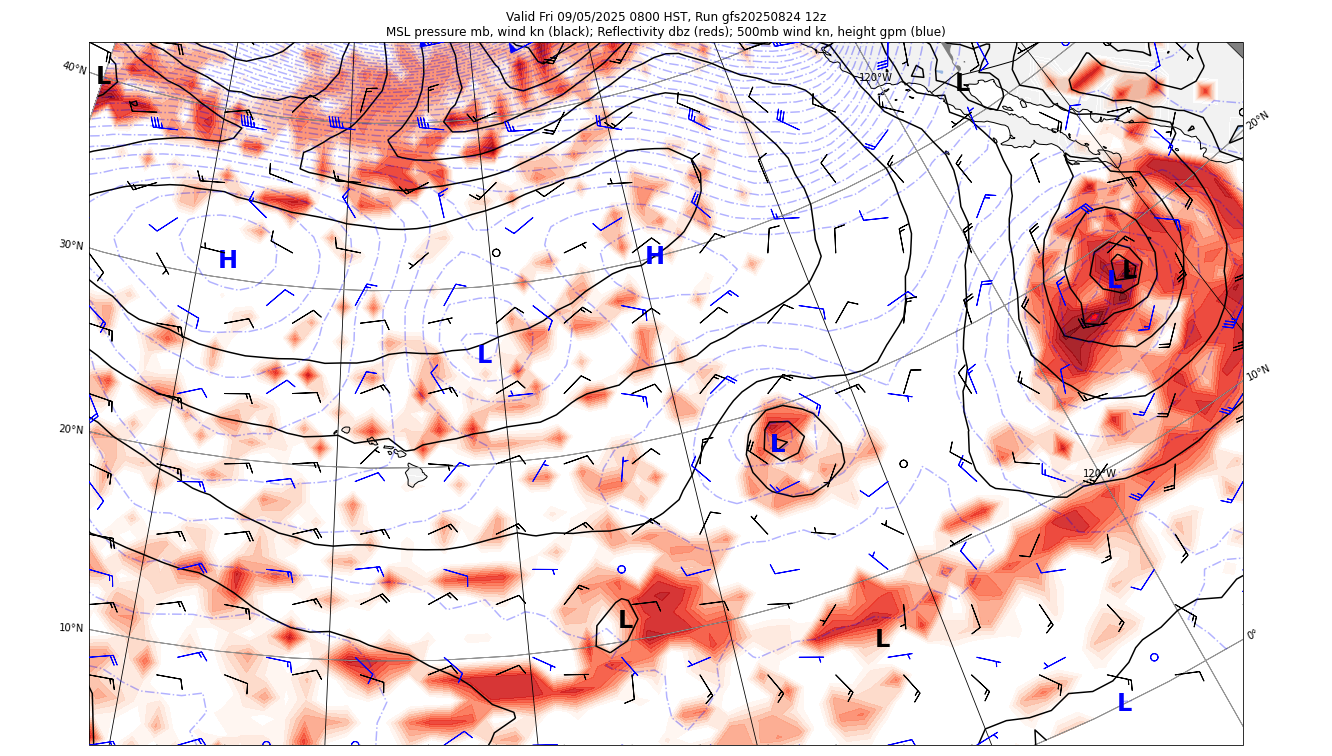 Valid Fri 09/05/2025 0800 HST, Run gfs20250824 12z
MSL pressure mb, wind kn (black); Reflectivity dbz (reds); 500mb wind kn, height gpm (blue)
40°N
L
120°W
L
20°N
30°N
H
H
L
L
10°N
L
20°N
L
120°W
10°N
L
L
0°
L